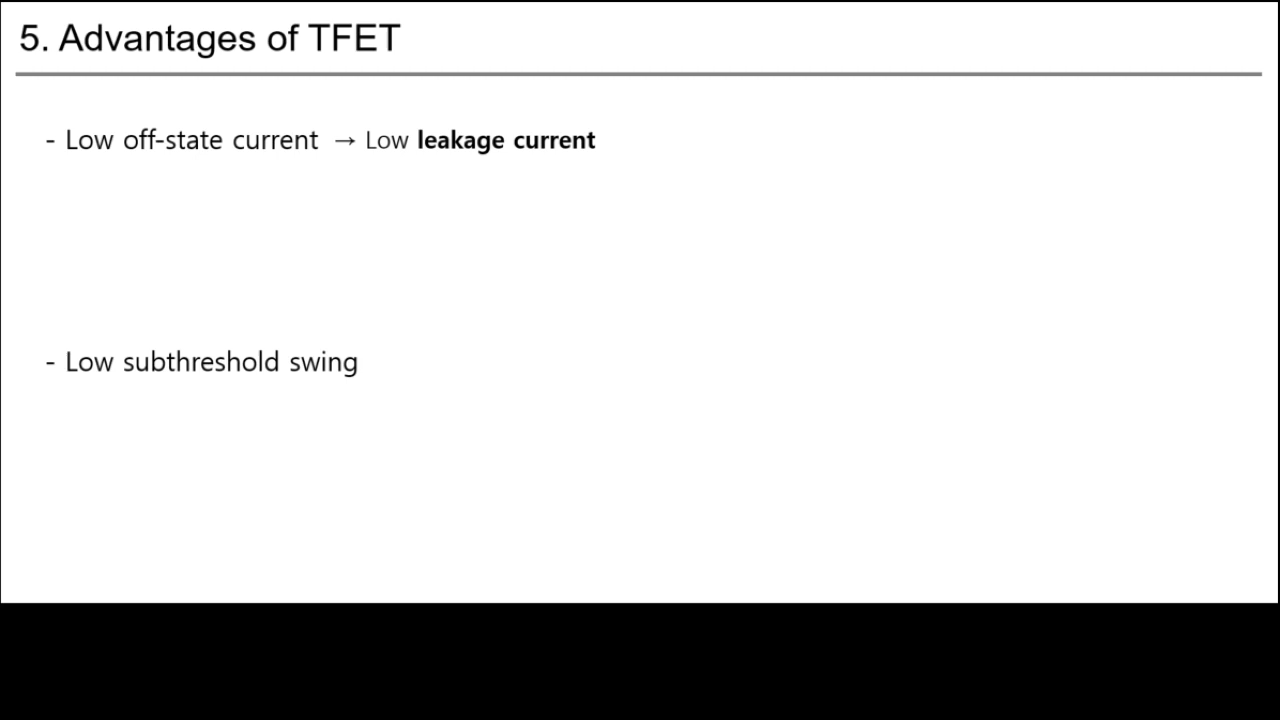 5. Advantages of TFET
- Low off-state current → Low leakage current
- Low subthreshold swing